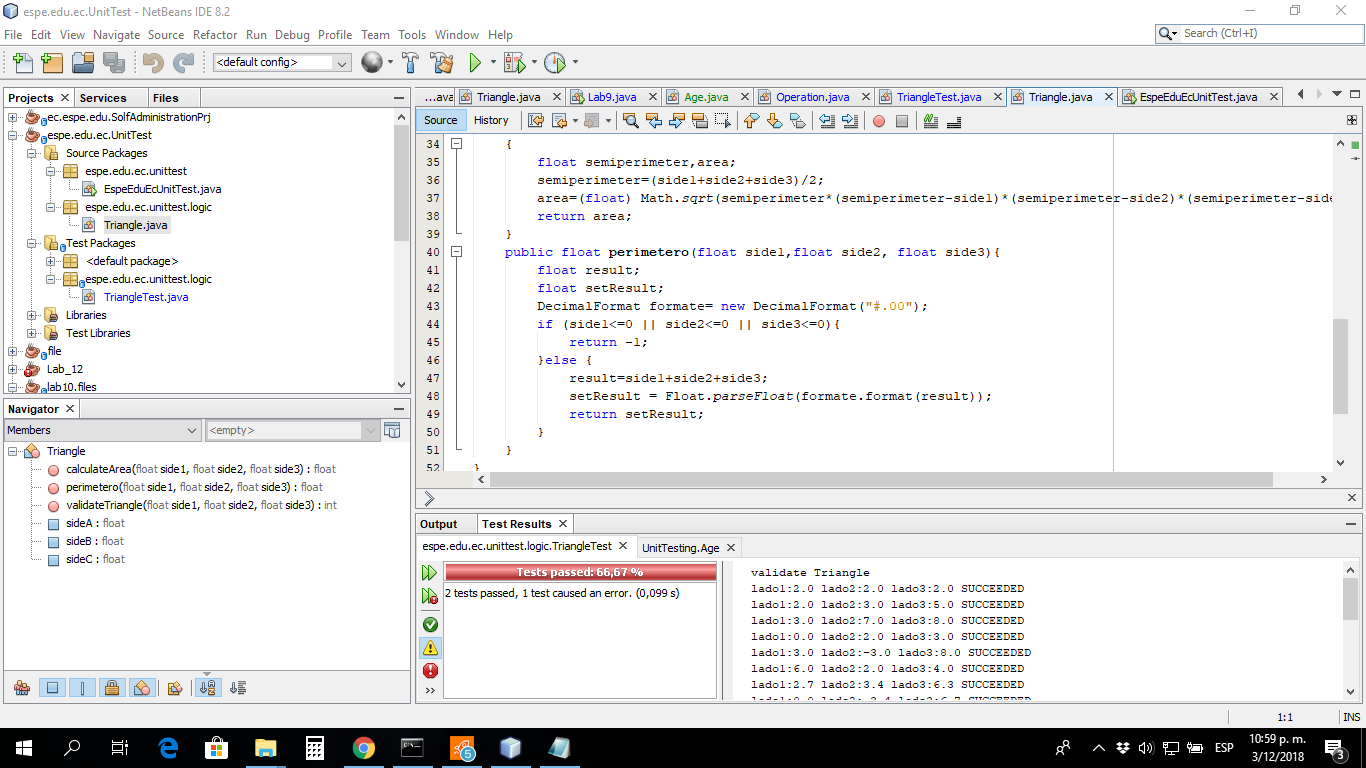 espe.edu.ec.UnitTest - NetBeans IDE 8.2
File Edit View Navigate Source Refactor Run Debug Profile Team Tools Window Help
Search (Ctrl+I)
<default config>
Projects Services Files
ec.espe.edu.SolfAdministrationPrj
espe.edu.ec.UnitTest
Source Packages
espe.edu.ec.unittest
EspeEduEcUnitTest.java
espe.edu.ec.unittest.logic
Triangle.java
Test Packages
<default package>
espe.edu.ec.unittest.logic
TriangleTest.java
Libraries
Test Libraries
file
Lab_12
lab10.files
Navigator
Members <empty>
Triangle
calculateArea(float side1, float side2, float side3) : float
perimetero(float side1, float side2, float side3) : float
validateTriangle(float side1, float side2, float side3) : int
sideA : float
sideB : float
sideC : float
...ava Triangle.java Lab9.java Age.java Operation.java TriangleTest.java Triangle.java EspeEduEcUnitTest.java
Source History
34 {
35 float semiperimeter,area;
36 semiperimeter=(side1+side2+side3)/2;
37 area=(float) Math.sqrt(semiperimeter*(semiperimeter-side1)*(semiperimeter-side2)*(semiperimeter-side
38 return area;
39 }
40 public float perimetero(float side1,float side2, float side3){
41 float result;
42 float setResult;
43 DecimalFormat formate= new DecimalFormat("#.00");
44 if (side1<=0 || side2<=0 || side3<=0){
45 return -1;
46 }else {
47 result=side1+side2+side3;
48 setResult = Float.parseFloat(formate.format(result));
49 return setResult;
50 }
51 }
52 }
Output Test Results
espe.edu.ec.unittest.logic.TriangleTest UnitTesting.Age
Tests passed: 66,67 %
2 tests passed, 1 test caused an error. (0,099 s)
validate Triangle
lado1:2.0 lado2:2.0 lado3:2.0 SUCCEEDED
lado1:2.0 lado2:3.0 lado3:5.0 SUCCEEDED
lado1:3.0 lado2:7.0 lado3:8.0 SUCCEEDED
lado1:0.0 lado2:2.0 lado3:3.0 SUCCEEDED
lado1:3.0 lado2:-3.0 lado3:8.0 SUCCEEDED
lado1:6.0 lado2:2.0 lado3:4.0 SUCCEEDED
lado1:2.7 lado2:3.4 lado3:6.3 SUCCEEDED
1:1 INS
5
ESP
10:59 p. m.
3/12/2018
3